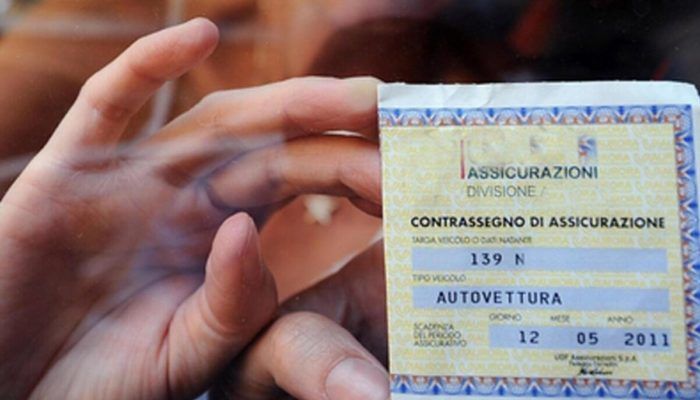 ASSICURAZIONI
DIVISIONE
CONTRASSEGNO DI ASSICURAZIONE
TARGA VEICOLO O DATI NATANTE
139 N
TIPO VEICOLO
AUTOVETTURA
GIORNO MESE ANNO
SCADENZA
DEL PERIODO
ASSICURATIVO
12 05 2011
Assicurazioni S.p.A.